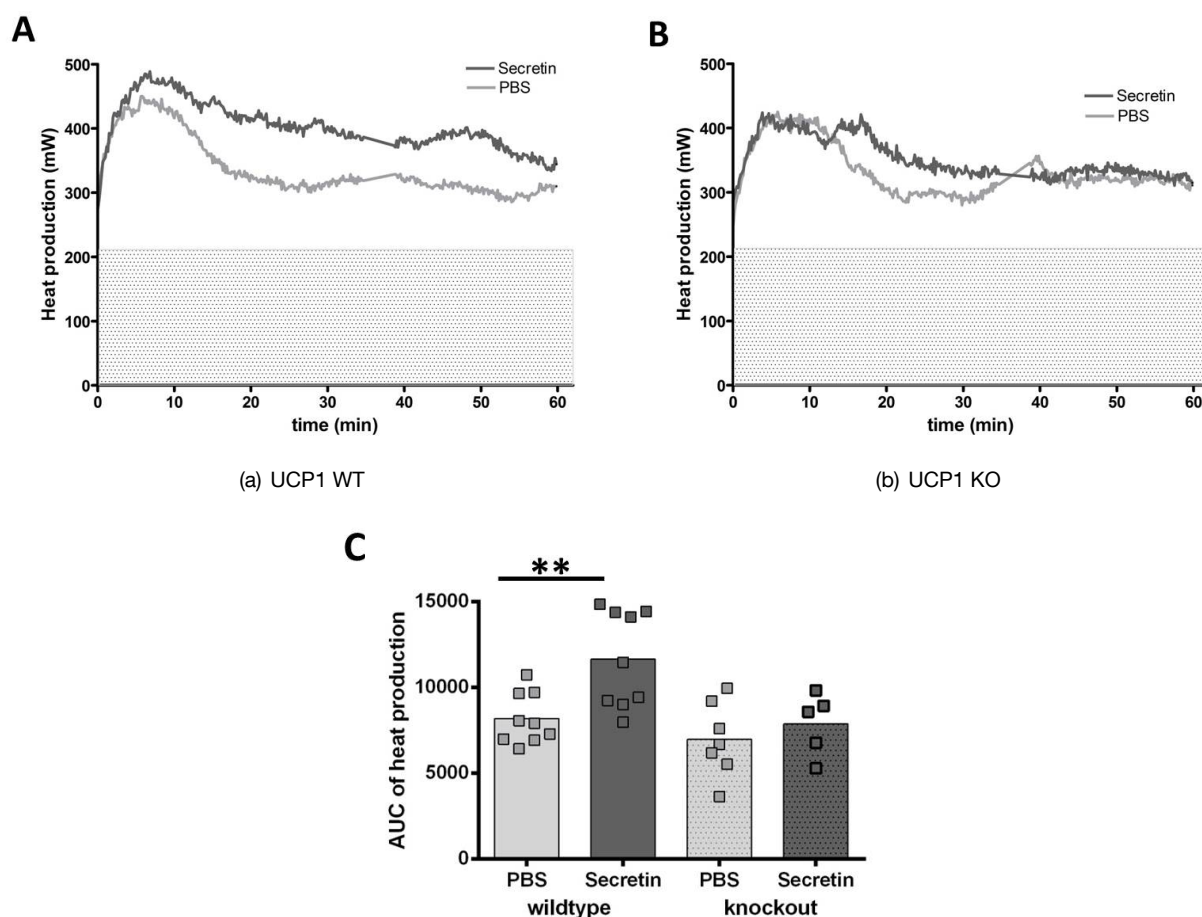 A
Heat production (mW)
500
400
300
200
100
0
Secretin
PBS
0 10 20 30 40 50 60
time (min)
(a) UCP1 WT
B
Heat production (mW)
500
400
300
200
100
0
Secretin
PBS
0 10 20 30 40 50 60
time (min)
(b) UCP1 KO
C
**
AUC of heat production
15000
10000
5000
0
PBS Secretin PBS Secretin
wildtype knockout